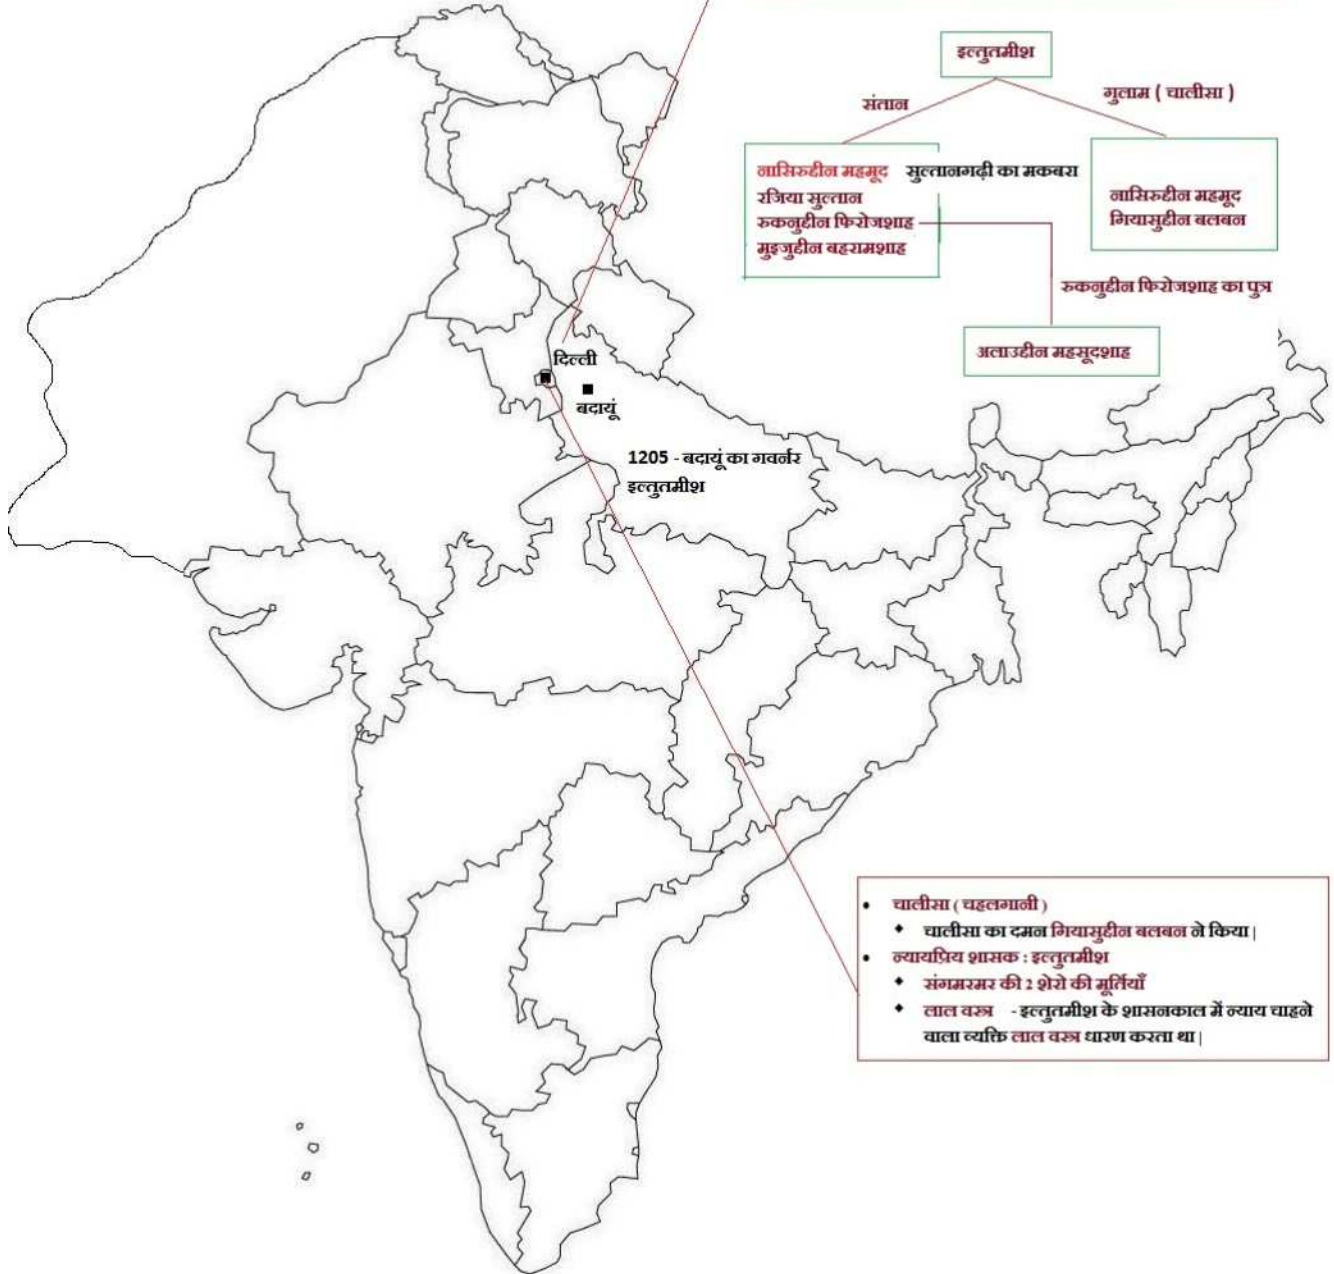 इल्तुतमीश
संतान
गुलाम ( चालीसा )
नासिरुद्दीन महमूद सुल्तानगढ़ी का मकबरा
रजिया सुल्तान
रुकनुद्दीन फिरोजशाह
मुइजुद्दीन बहरामशाह
नासिरुद्दीन महमूद
गियासुद्दीन बलबन
रुकनुद्दीन फिरोजशाह का पुत्र
अलाउद्दीन महसूदशाह
दिल्ली
बदायूं
1205 - बदायूं का गवर्नर
इल्तुतमीश
• चालीसा ( चहलगानी )
◆ चालीसा का दमन गियासुद्दीन बलबन ने किया |
• न्यायप्रिय शासक : इल्तुतमीश
◆ संगमरमर की 2 शेरो की मूर्तियाँ
◆ लाल वस्त्र - इल्तुतमीश के शासनकाल में न्याय चाहने
वाला व्यक्ति लाल वस्त्र धारण करता था |